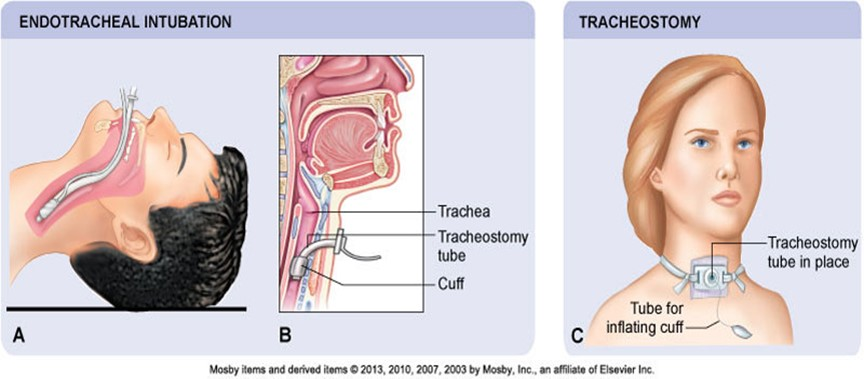 ENDOTRACHEAL INTUBATION
TRACHEOSTOMY
Trachea
Tracheostomy
tube
Cuff
Tracheostomy
tube in place
Tube for
inflating cuff
A
B
C
Mosby items and derived items © 2013, 2010, 2007, 2003 by Mosby, Inc., an affiliate of Elsevier Inc.